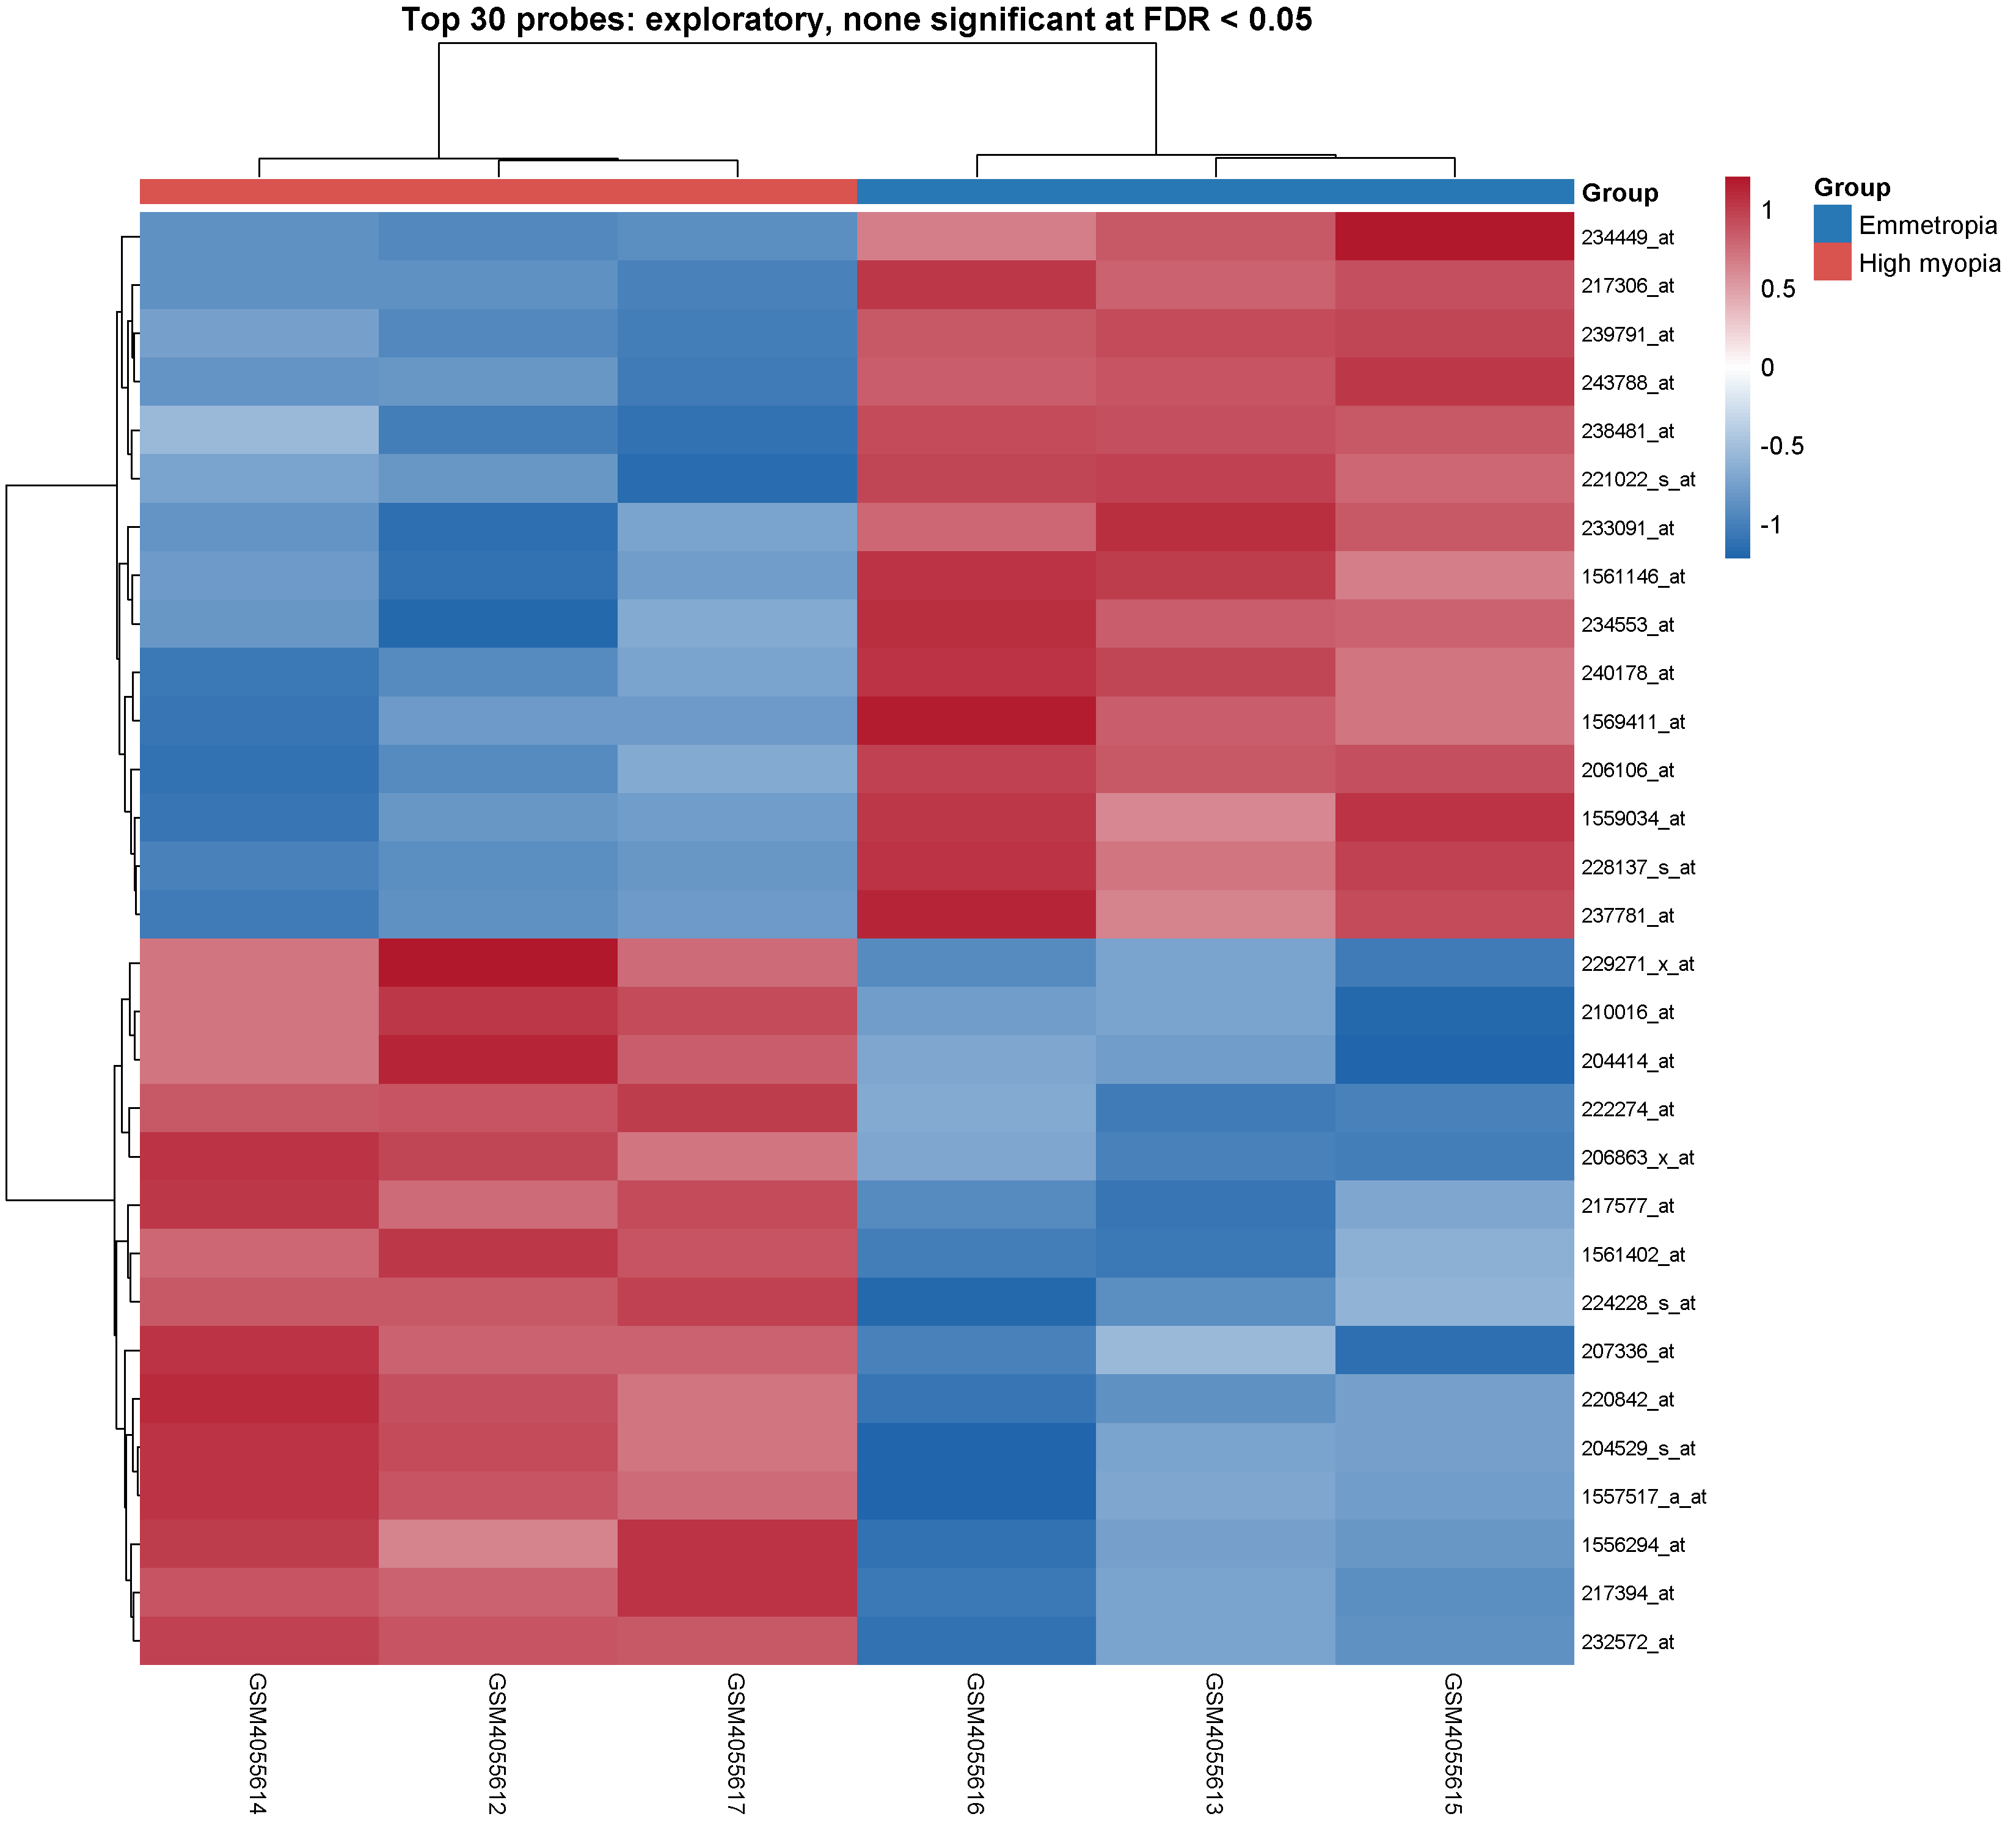 Top 30 probes: exploratory, none significant at FDR < 0.05
Group
234449_at
217306_at
239791_at
243788_at
238481_at
221022_s_at
233091_at
1561146_at
234553_at
240178_at
1569411_at
206106_at
1559034_at
228137_s_at
237781_at
229271_x_at
210016_at
204414_at
222274_at
206863_x_at
217577_at
1561402_at
224228_s_at
207336_at
220842_at
204529_s_at
1557517_a_at
1556294_at
217394_at
232572_at
1
0.5
0
-0.5
-1
Group
Emmetropia
High myopia
GSM4055614
GSM4055612
GSM4055617
GSM4055616
GSM4055613
GSM4055615